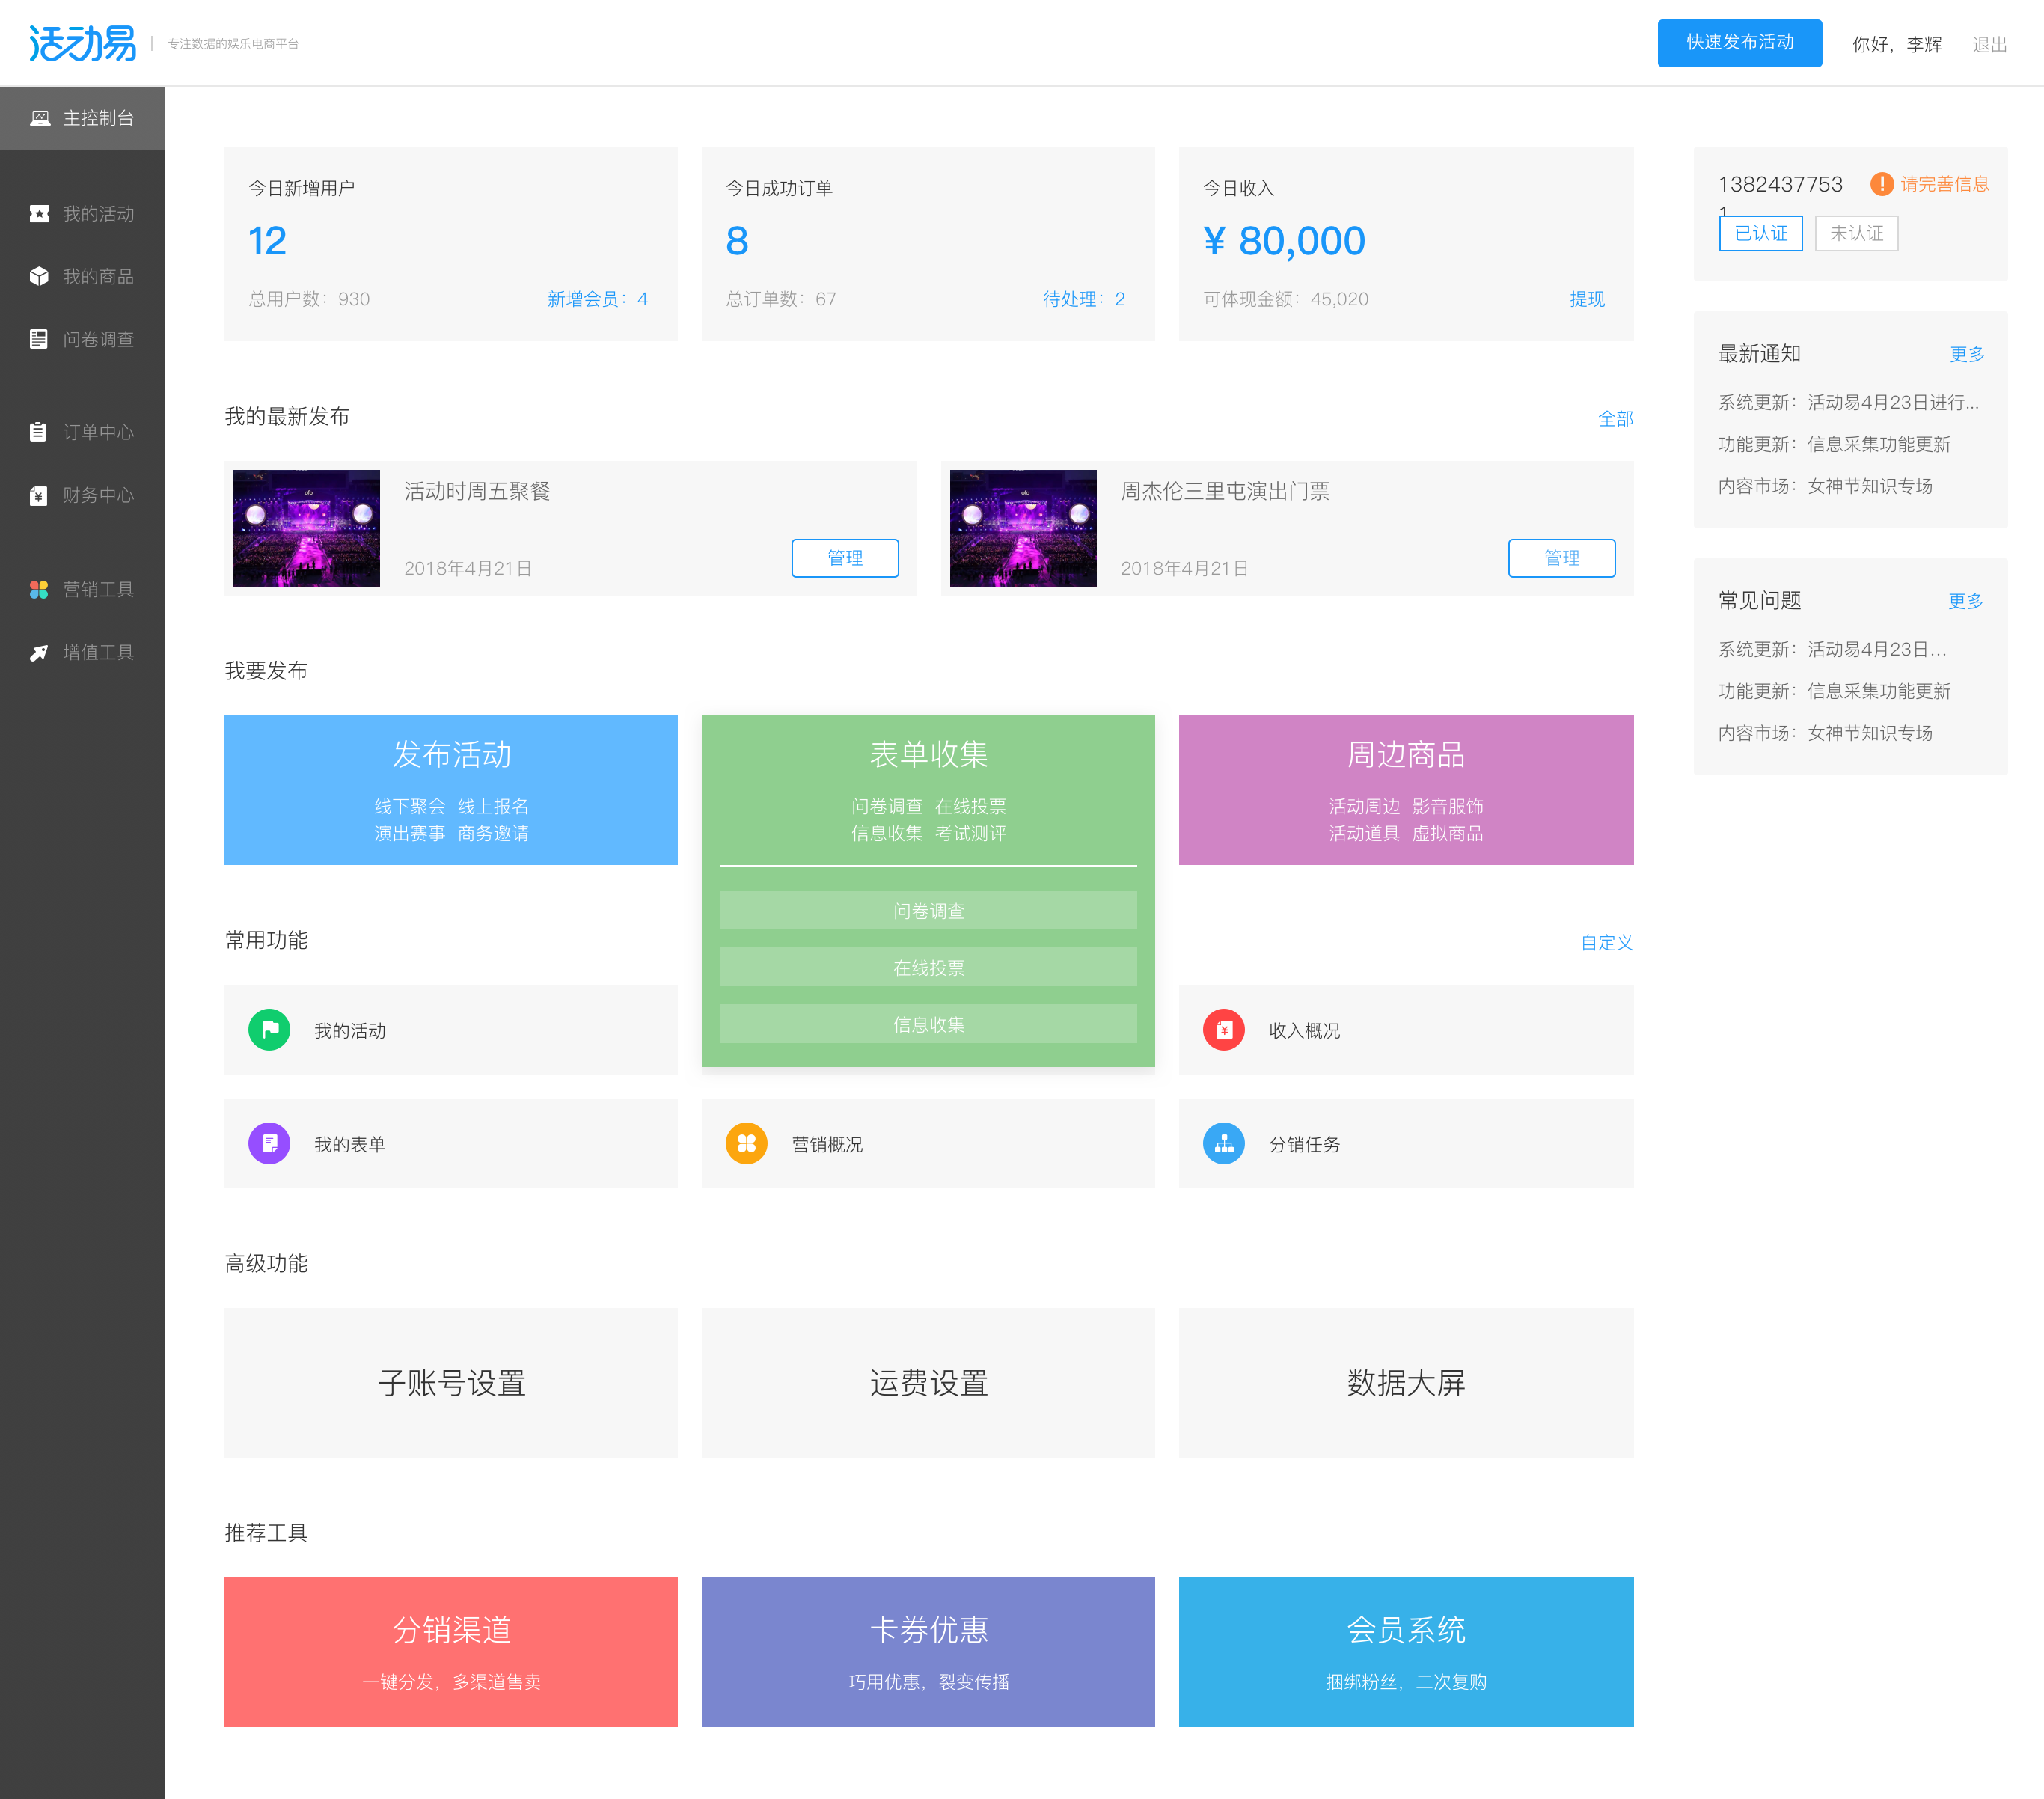 活动易
专注数据的娱乐电商平台
快速发布活动
你好，李辉
退出
主控制台
我的活动
我的商品
问卷调查
订单中心
财务中心
营销工具
增值工具
今日新增用户
12
总用户数：930
新增会员：4
今日成功订单
8
总订单数：67
待处理：2
今日收入
¥ 80,000
可体现金额：45,020
提现
1382437753
1
请完善信息
已认证
未认证
最新通知
更多
系统更新：活动易4月23日进行...
功能更新：信息采集功能更新
内容市场：女神节知识专场
常见问题
更多
系统更新：活动易4月23日...
功能更新：信息采集功能更新
内容市场：女神节知识专场
我的最新发布
全部
活动时周五聚餐
2018年4月21日
管理
周杰伦三里屯演出门票
2018年4月21日
管理
我要发布
发布活动
线下聚会 线上报名
演出赛事 商务邀请
表单收集
问卷调查 在线投票
信息收集 考试测评
问卷调查
在线投票
信息收集
周边商品
活动周边 影音服饰
活动道具 虚拟商品
常用功能
自定义
我的活动
收入概况
我的表单
营销概况
分销任务
高级功能
子账号设置
运费设置
数据大屏
推荐工具
分销渠道
一键分发，多渠道售卖
卡券优惠
巧用优惠，裂变传播
会员系统
捆绑粉丝，二次复购